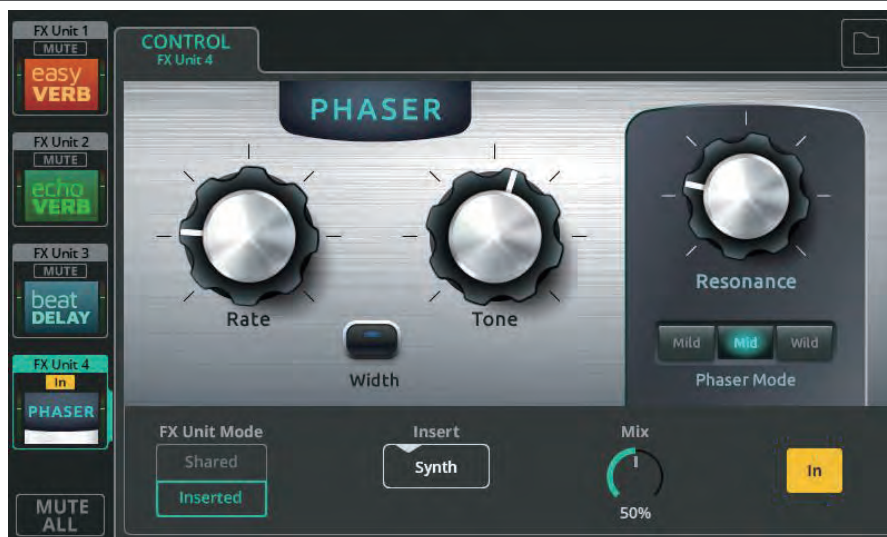 FX Unit 1
MUTE
easy
VERB
FX Unit 2
MUTE
echo
VERB
FX Unit 3
MUTE
beat
DELAY
FX Unit 4
In
PHASER
MUTE
ALL
CONTROL
FX Unit 4
PHASER
Rate
Tone
Width
Resonance
Mild Mid Wild
Phaser Mode
FX Unit Mode
Shared
Inserted
Insert
Synth
Mix
50%
In